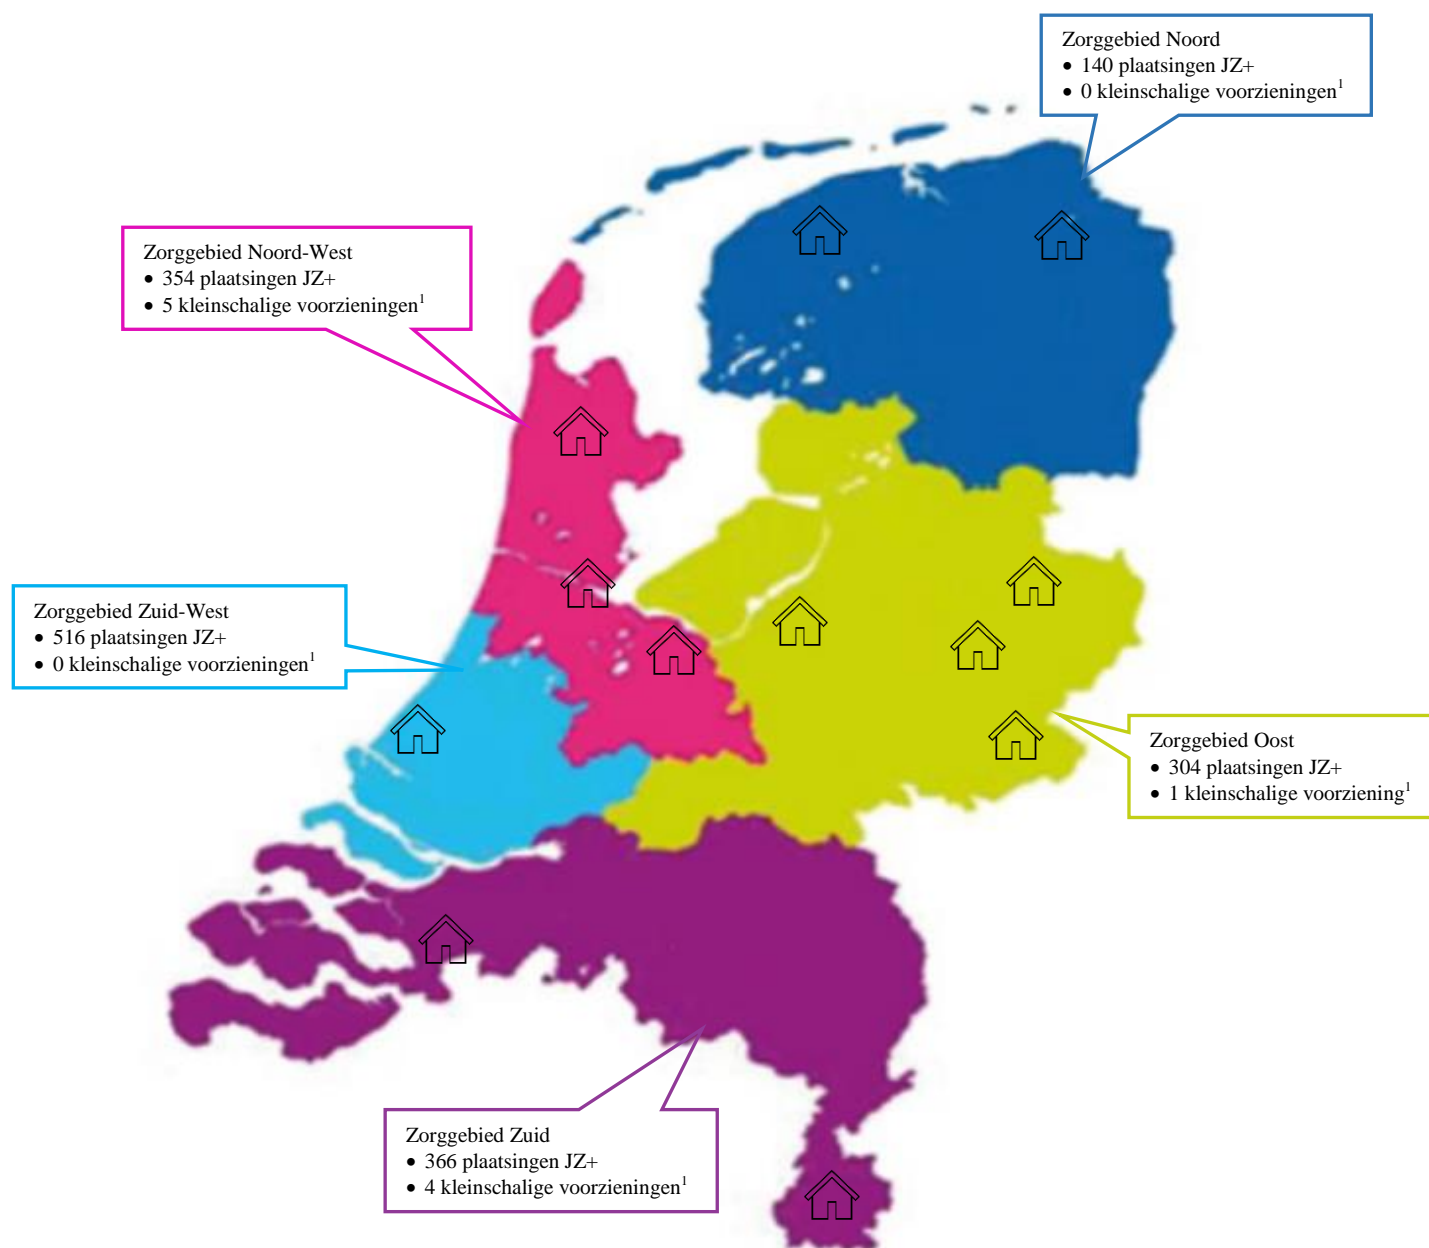 Zorggebied Noord
• 140 plaatsingen JZ+
• 0 kleinschalige voorzieningen¹
Zorggebied Noord-West
• 354 plaatsingen JZ+
• 5 kleinschalige voorzieningen¹
Zorggebied Zuid-West
• 516 plaatsingen JZ+
• 0 kleinschalige voorzieningen¹
Zorggebied Oost
• 304 plaatsingen JZ+
• 1 kleinschalige voorziening¹
Zorggebied Zuid
• 366 plaatsingen JZ+
• 4 kleinschalige voorzieningen¹